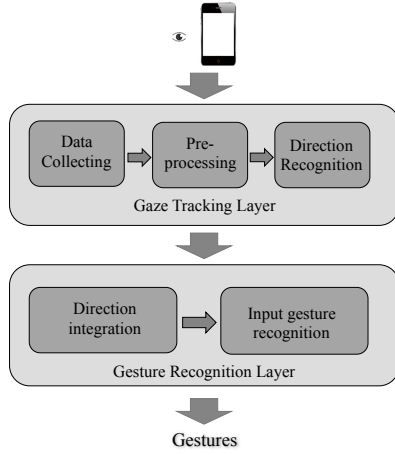 Data
Collecting
Pre-
processing
Direction
Recognition
Gaze Tracking Layer
Direction
integration
Input gesture
recognition
Gesture Recognition Layer
Gestures